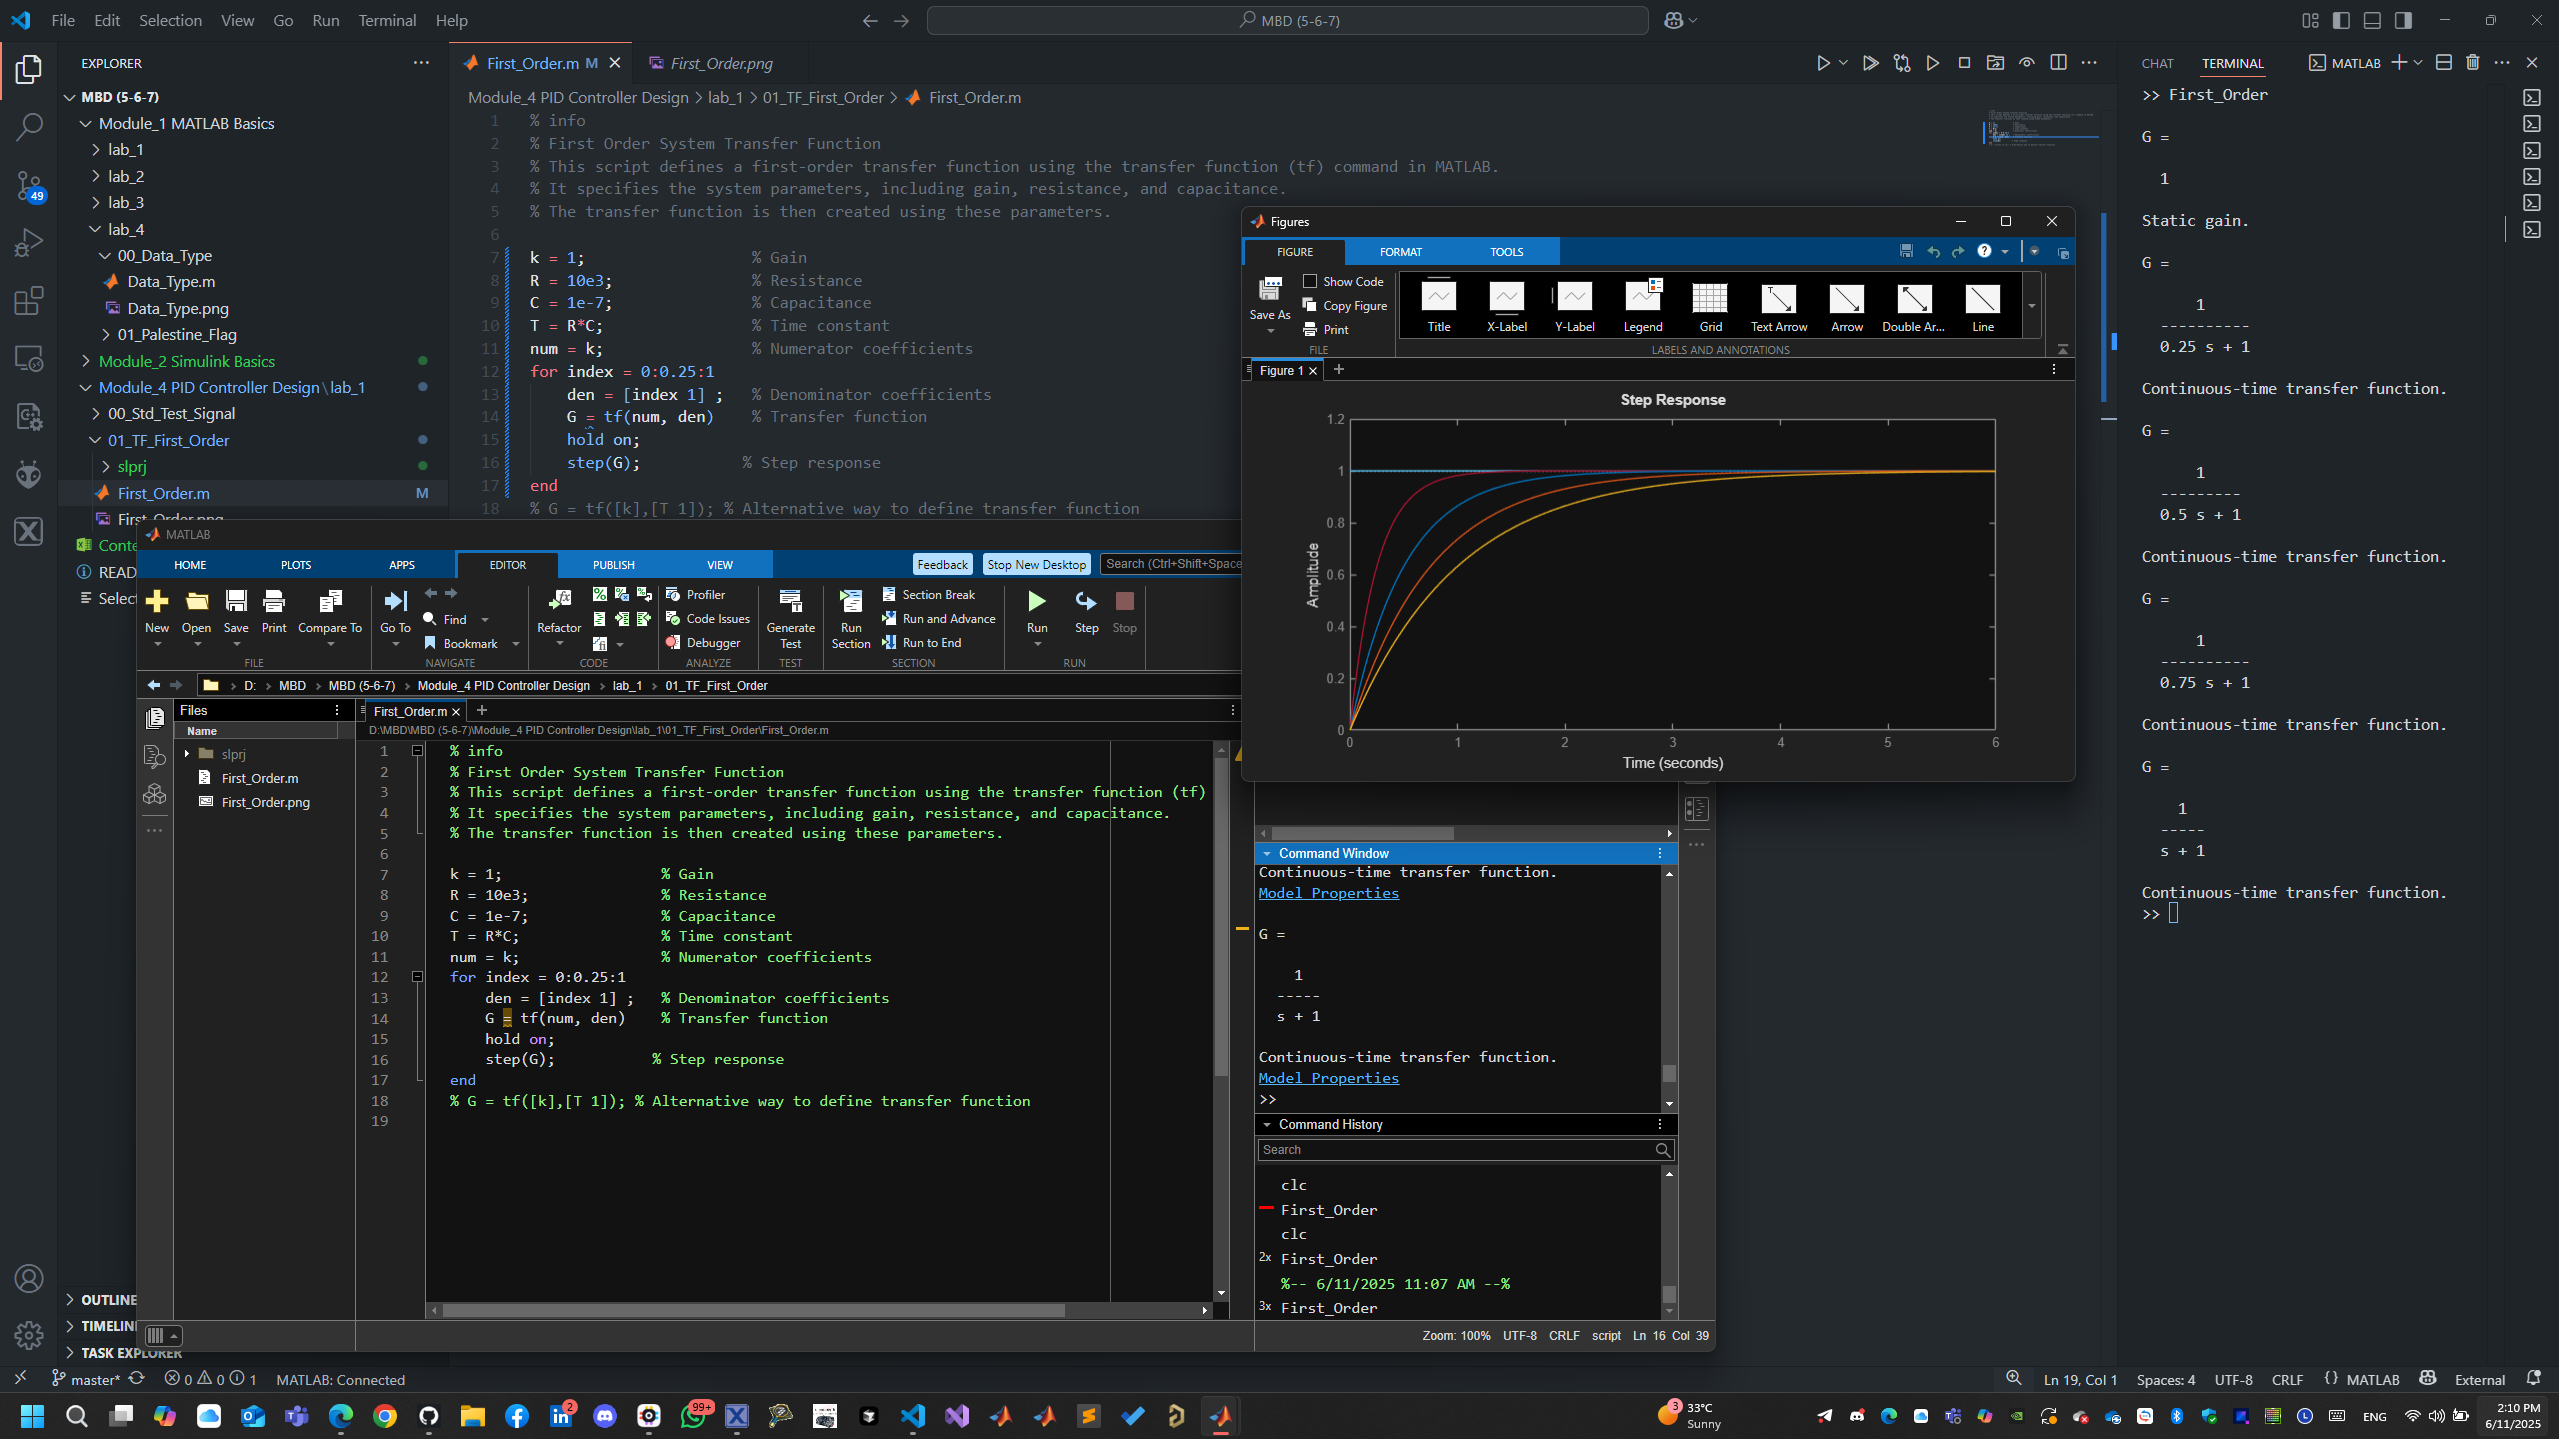 File Edit Selection View Go Run Terminal Help
MBD (5-6-7)
EXPLORER
MBD (5-6-7)
Module_1 MATLAB Basics
lab_1
lab_2
lab_3
lab_4
00_Data_Type
Data_Type.m
Data_Type.png
01_Palestine_Flag
Module_2 Simulink Basics
Module_4 PID Controller Design\lab_1
00_Std_Test_Signal
01_TF_First_Order
slprj
First_Order.m M
First_Order.png
Conte
READ
Select
OUTLINE
TIMELINE
TASK EXPLORER
49
First_Order.m M
First_Order.png
Module_4 PID Controller Design > lab_1 > 01_TF_First_Order > First_Order.m
1 % info
2 % First Order System Transfer Function
3 % This script defines a first-order transfer function using the transfer function (tf) command in MATLAB.
4 % It specifies the system parameters, including gain, resistance, and capacitance.
5 % The transfer function is then created using these parameters.
6
7 k = 1; % Gain
8 R = 10e3; % Resistance
9 C = 1e-7; % Capacitance
10 T = R*C; % Time constant
11 num = k; % Numerator coefficients
12 for index = 0:0.25:1
13 den = [index 1] ; % Denominator coefficients
14 G = tf(num, den) % Transfer function
15 hold on;
16 step(G); % Step response
17 end
18 % G = tf([k],[T 1]); % Alternative way to define transfer function
CHAT TERMINAL MATLAB
>> First_Order
G =
1
Static gain.
G =
1
----------
0.25 s + 1
Continuous-time transfer function.
G =
1
---------
0.5 s + 1
Continuous-time transfer function.
G =
1
----------
0.75 s + 1
Continuous-time transfer function.
G =
1
-----
s + 1
Continuous-time transfer function.
>>
Figures
FIGURE FORMAT TOOLS
Save As
Show Code
Copy Figure
Print
FILE
Title X-Label Y-Label Legend Grid Text Arrow Arrow Double Ar... Line
LABELS AND ANNOTATIONS
Figure 1
Step Response
1.2
1
0.8
0.6
0.4
0.2
0
Amplitude
0 1 2 3 4 5 6
Time (seconds)
MATLAB
HOME PLOTS APPS EDITOR PUBLISH VIEW
Feedback Stop New Desktop Search (Ctrl+Shift+Space
New Open Save Print Compare To
FILE
Go To Find Bookmark
NAVIGATE
Refactor
CODE
Profiler
Code Issues
Debugger
ANALYZE
Generate Test
TEST
Run Section
Section Break
Run and Advance
Run to End
SECTION
Run Step Stop
RUN
D: > MBD > MBD (5-6-7) > Module_4 PID Controller Design > lab_1 > 01_TF_First_Order
Files
Name
slprj
First_Order.m
First_Order.png
First_Order.m
D:\MBD\MBD (5-6-7)\Module_4 PID Controller Design\lab_1\01_TF_First_Order\First_Order.m
1 % info
2 % First Order System Transfer Function
3 % This script defines a first-order transfer function using the transfer function (tf)
4 % It specifies the system parameters, including gain, resistance, and capacitance.
5 % The transfer function is then created using these parameters.
6
7 k = 1; % Gain
8 R = 10e3; % Resistance
9 C = 1e-7; % Capacitance
10 T = R*C; % Time constant
11 num = k; % Numerator coefficients
12 for index = 0:0.25:1
13 den = [index 1] ; % Denominator coefficients
14 G = tf(num, den) % Transfer function
15 hold on;
16 step(G); % Step response
17 end
18 % G = tf([k],[T 1]); % Alternative way to define transfer function
19
Command Window
Continuous-time transfer function.
Model Properties
G =
1
-----
s + 1
Continuous-time transfer function.
Model Properties
>>
Command History
Search
clc
First_Order
clc
2x First_Order
%-- 6/11/2025 11:07 AM --%
3x First_Order
Zoom: 100% UTF-8 CRLF script Ln 16 Col 39
master* 0 0 1 MATLAB: Connected
Ln 19, Col 1 Spaces: 4 UTF-8 CRLF { } MATLAB External
2
99+
3
33°C
Sunny
ENG
2:10 PM
6/11/2025